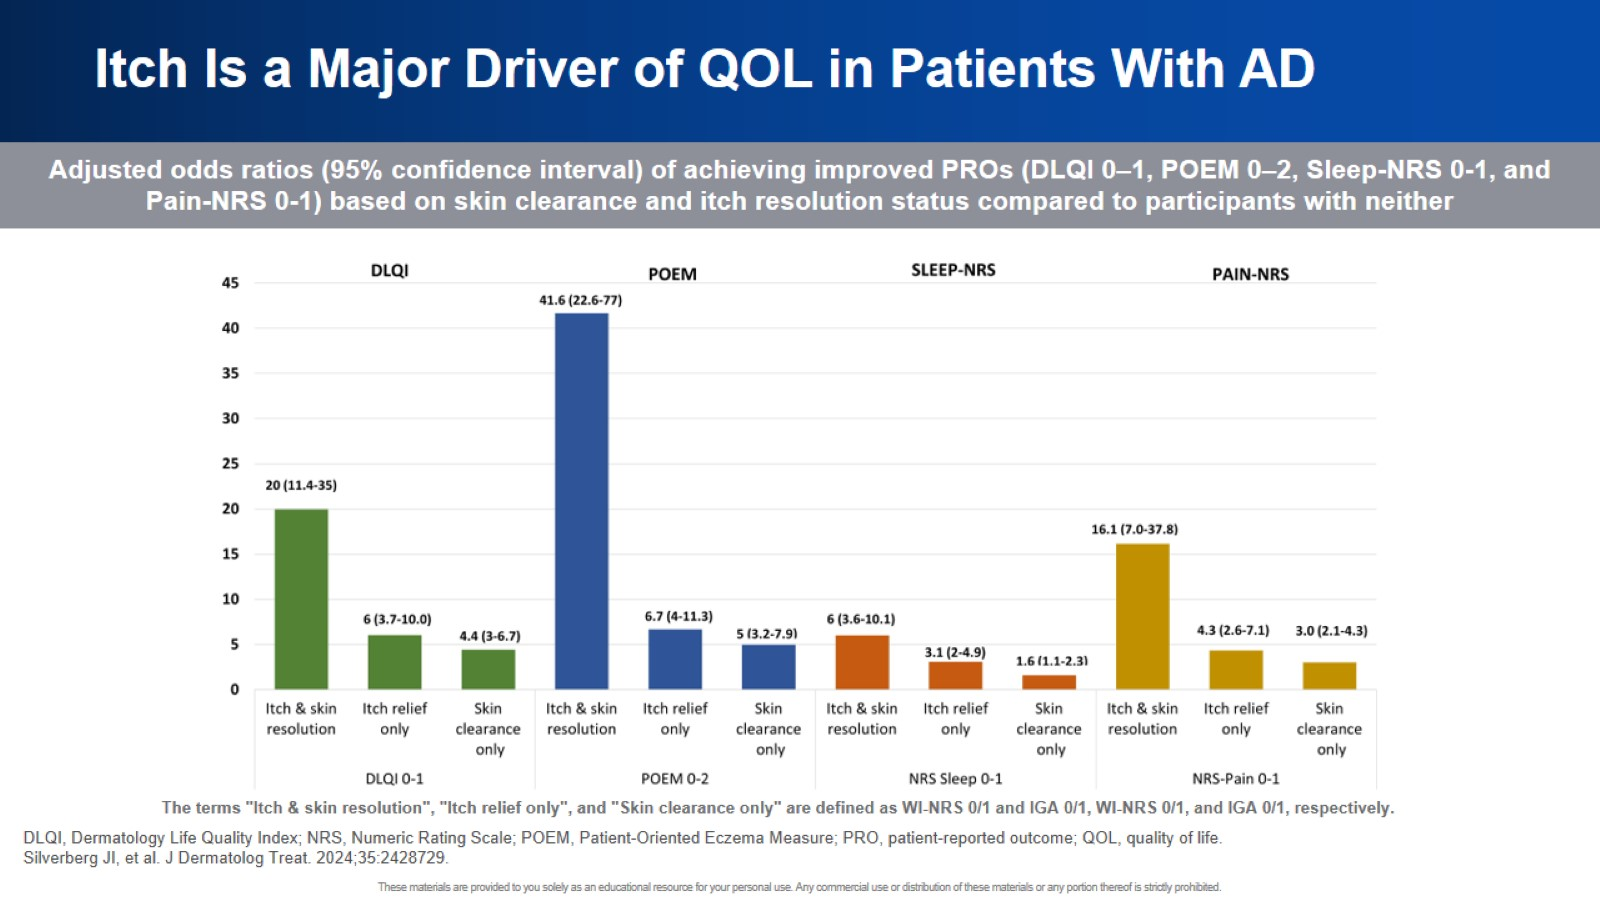 Itch Is a Major Driver of QOL in Patients With AD
Adjusted odds ratios (95% confidence interval) of achieving improved PROs (DLQI 0–1, POEM 0–2, Sleep-NRS 0-1, and
Pain-NRS 0-1) based on skin clearance and itch resolution status compared to participants with neither
DLQI
POEM
SLEEP-NRS
PAIN-NRS
45
40
35
30
25
20
15
10
5
0
20 (11.4-35)
6 (3.7-10.0)
4.4 (3-6.7)
41.6 (22.6-77)
6.7 (4-11.3)
5 (3.2-7.9)
6 (3.6-10.1)
3.1 (2-4.9)
1.6 (1.1-2.3)
16.1 (7.0-37.8)
4.3 (2.6-7.1)
3.0 (2.1-4.3)
Itch & skin
resolution
Itch relief
only
Skin
clearance
only
Itch & skin
resolution
Itch relief
only
Skin
clearance
only
Itch & skin
resolution
Itch relief
only
Skin
clearance
only
Itch & skin
resolution
Itch relief
only
Skin
clearance
only
DLQI 0-1
POEM 0-2
NRS Sleep 0-1
NRS-Pain 0-1
The terms "Itch & skin resolution", "Itch relief only", and "Skin clearance only" are defined as WI-NRS 0/1 and IGA 0/1, WI-NRS 0/1, and IGA 0/1, respectively.
DLQI, Dermatology Life Quality Index; NRS, Numeric Rating Scale; POEM, Patient-Oriented Eczema Measure; PRO, patient-reported outcome; QOL, quality of life.
Silverberg JI, et al. J Dermatolog Treat. 2024;35:2428729.
These materials are provided to you solely as an educational resource for your personal use. Any commercial use or distribution of these materials or any portion thereof is strictly prohibited.